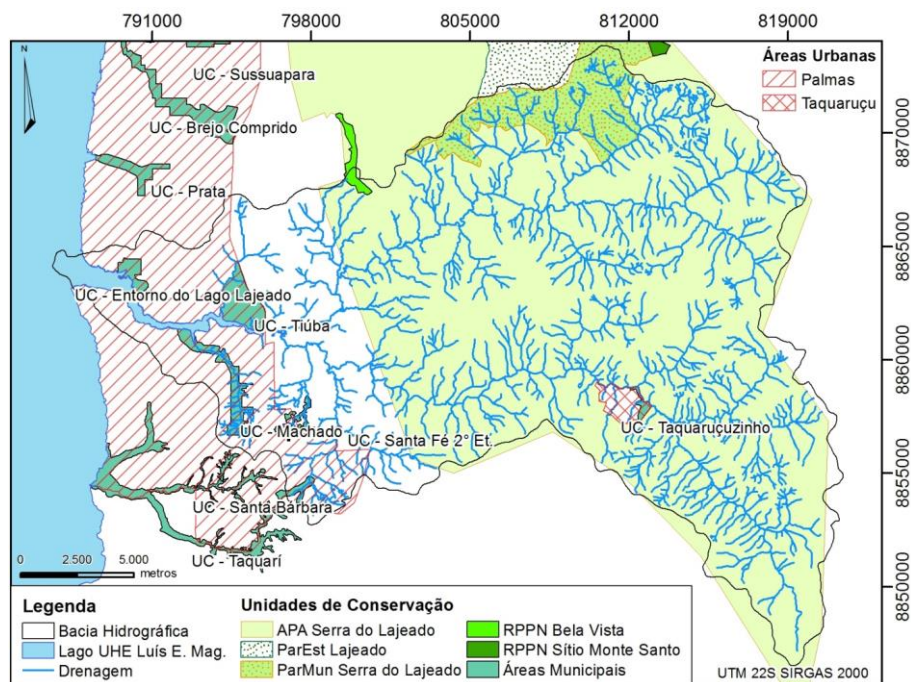 791000 798000 805000 812000 819000
N
Áreas Urbanas
Palmas
Taquaruçu
UC - Sussuapara
UC - Brejo Comprido
8870000
UC - Prata
8865000
UC - Entorno do Lago Lajeado
UC - Tiúba
8860000
UC - Machado
UC - Santa Fé 2° Et.
UC - Taquaruçuzinho
8855000
UC - Santa Bárbara
UC - Taquarí
0 2.500 5.000
metros
8850000
Legenda
Bacia Hidrográfica
Lago UHE Luís E. Mag.
Drenagem
Unidades de Conservação
APA Serra do Lajeado
ParEst Lajeado
ParMun Serra do Lajeado
RPPN Bela Vista
RPPN Sítio Monte Santo
Áreas Municipais
UTM 22S SIRGAS 2000